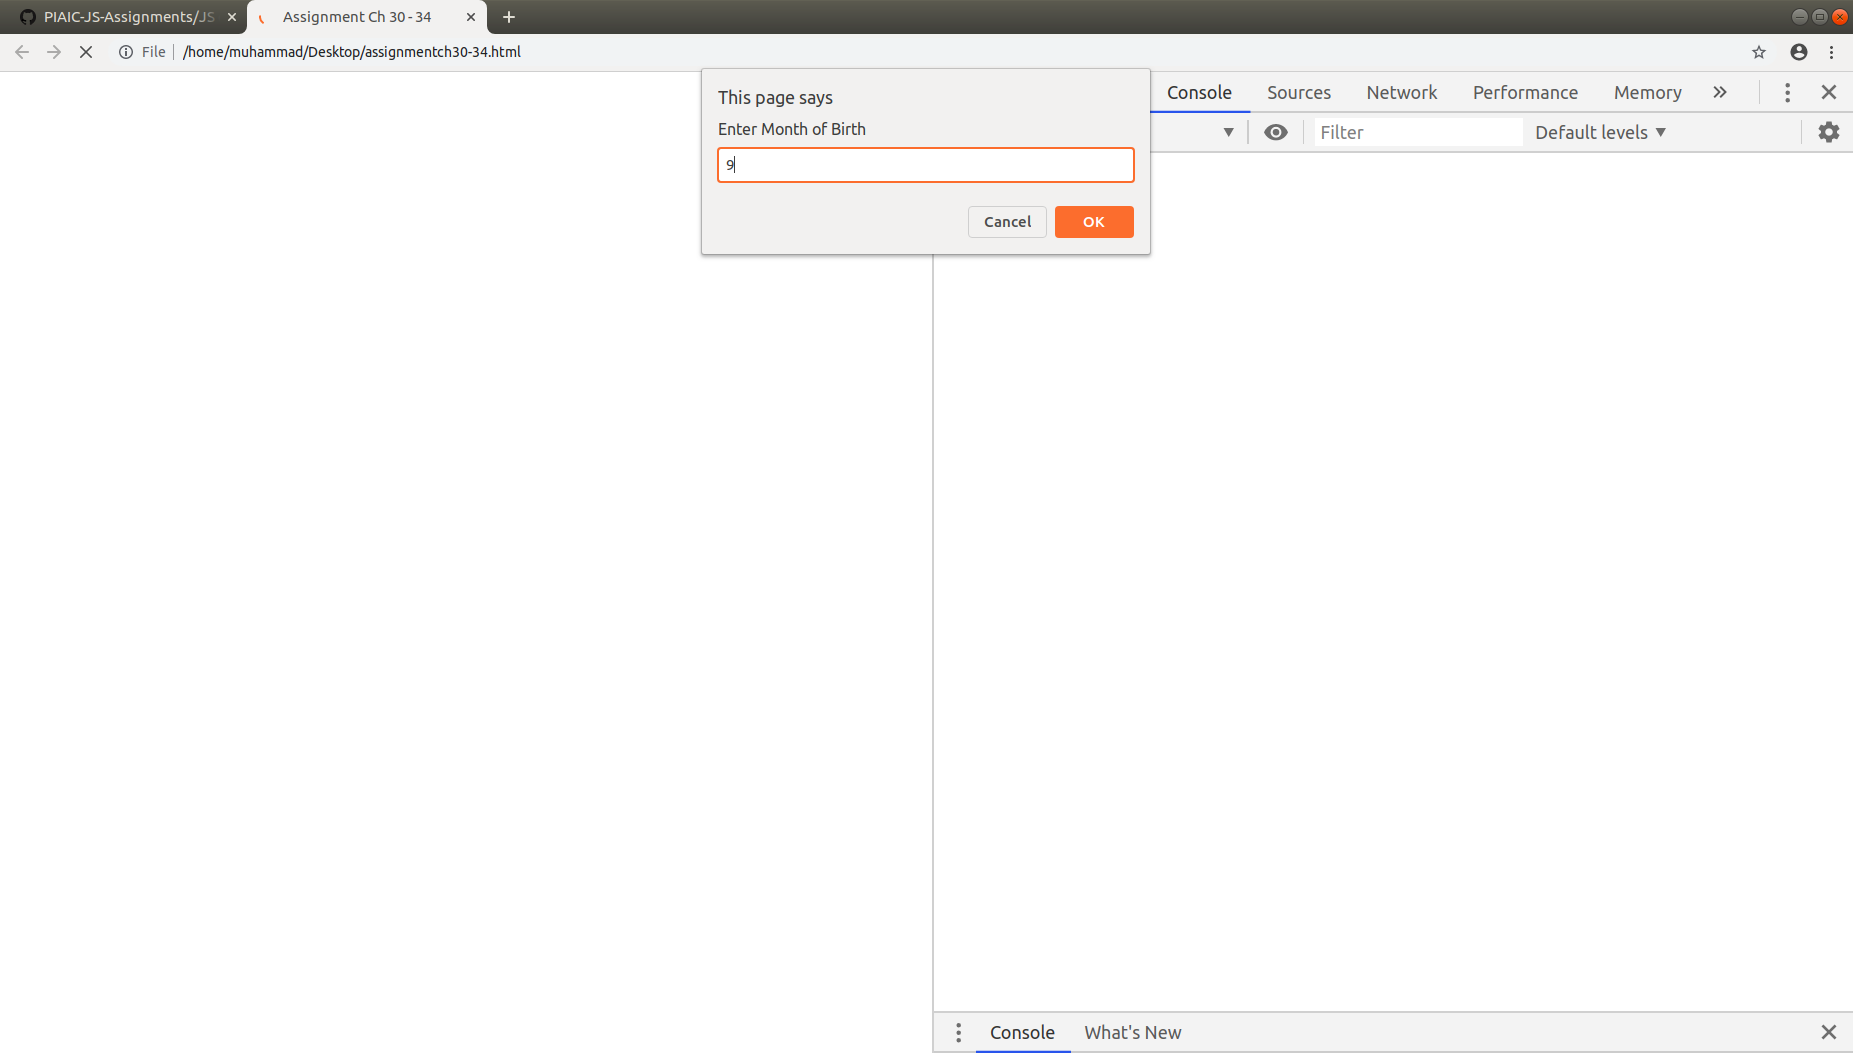 PIAIC-JS-Assignments/JS
Assignment Ch 30 - 34
File
/home/muhammad/Desktop/assignmentch30-34.html
This page says
Enter Month of Birth
9
Cancel
OK
Console
Sources
Network
Performance
Memory
Filter
Default levels
Console
What's New